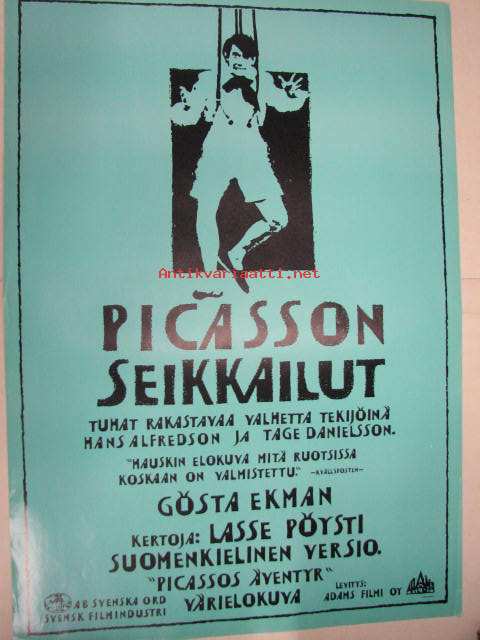 Antikvariaatti.net
PICASSON
SEIKKAILUT
TUHAT RAKASTAVAA VALHETTA TEKIJÖINÄ
HANS ALFREDSON JA TAGE DANIELSSON.
"HAUSKIN ELOKUVA MITÄ RUOTSISSA
KOSKAAN ON VALMISTETTU." -KVÄLLSPOSTEN-
GÖSTA EKMAN
KERTOJA: LASSE PÖYSTI
SUOMENKIELINEN VERSIO.
"PICASSOS ÄVENTYR"
AB SVENSKA ORD
SVENSK FILMINDUSTRI
VÄRIELOKUVA
LEVITYS:
ADAMS FILMI OY